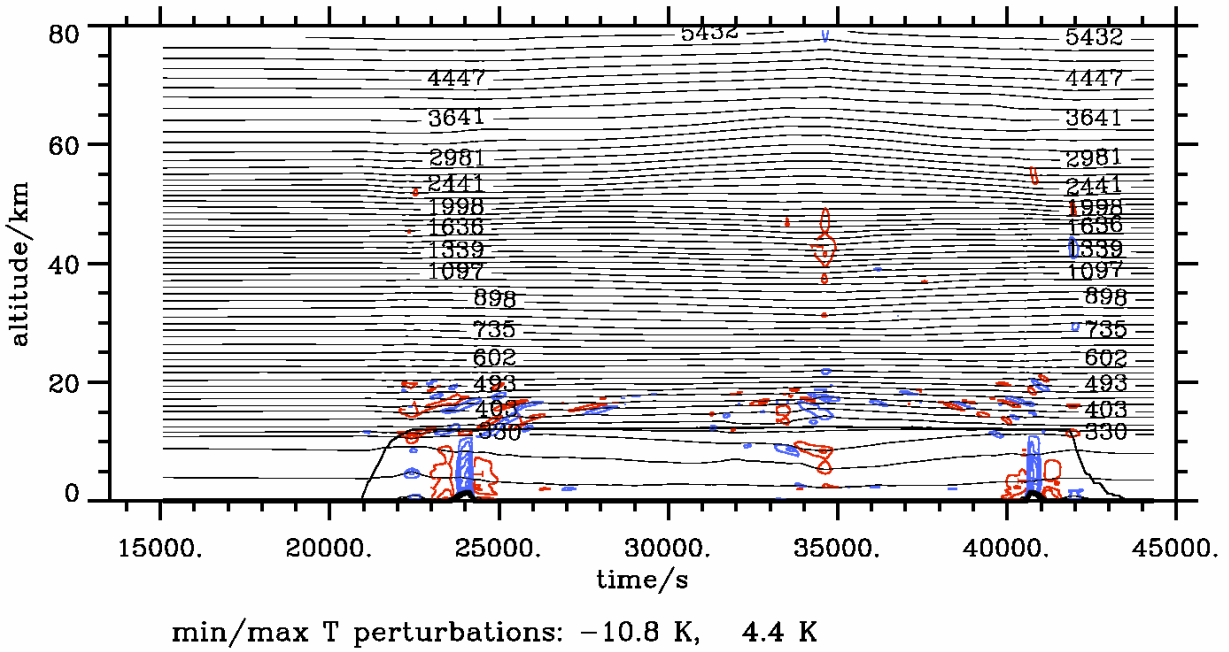 80 5432 5432
4447 4447
3641 3641
60
2981 2981
2441 2441
1998 1998
1636 1636
1339 1339
40
1097 1097
898 898
735 735
602 602
20 493 493
403 403
330 330
0
altitude/km
15000. 20000. 25000. 30000. 35000. 40000. 45000.
time/s
min/max T perturbations: −10.8 K, 4.4 K